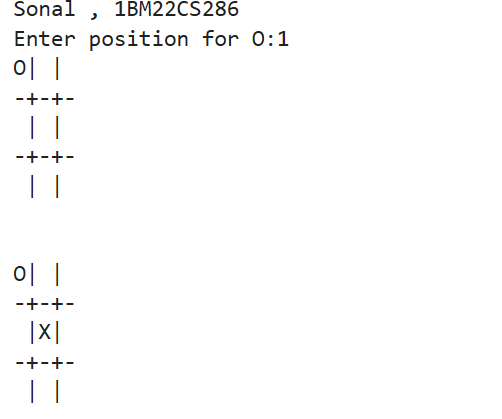 Sonal , 1BM22CS286
Enter position for O:1
O| |
-+-+-
 | |
-+-+-
 | |
O| |
-+-+-
 |X|
-+-+-
 | |